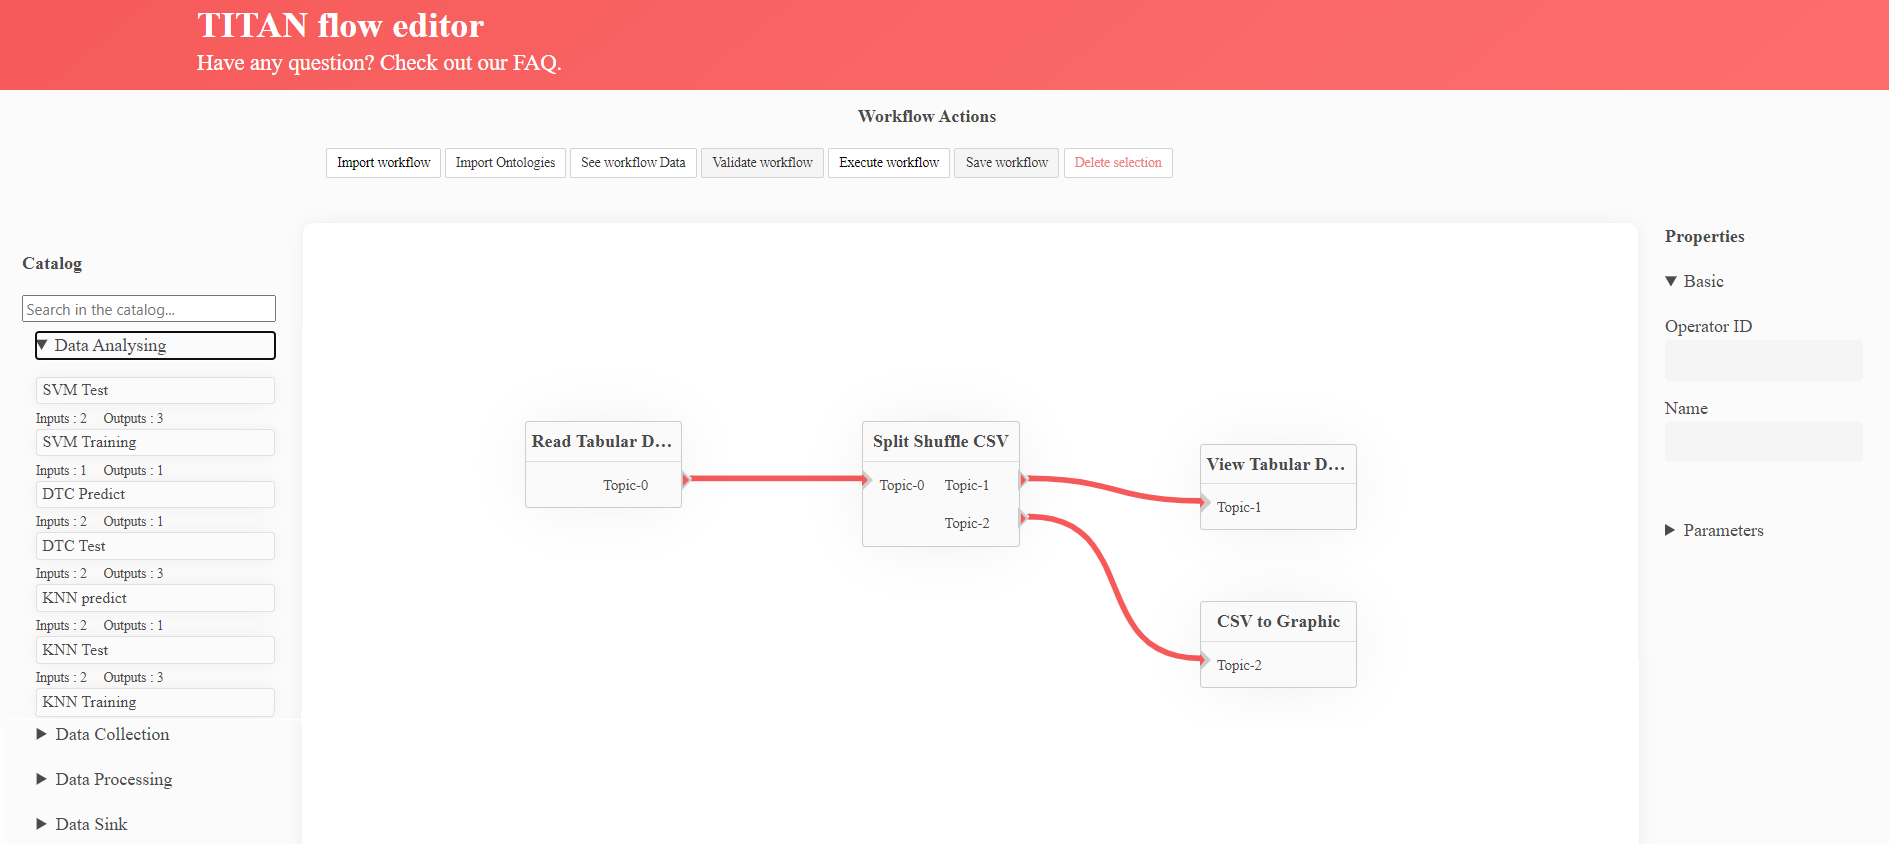 TITAN flow editor
Have any question? Check out our FAQ.
Workflow Actions
Import workflow
Import Ontologies
See workflow Data
Validate workflow
Execute workflow
Save workflow
Delete selection
Catalog
Search in the catalog...
Data Analysing
SVM Test
Inputs : 2 Outputs : 3
SVM Training
Inputs : 1 Outputs : 1
DTC Predict
Inputs : 2 Outputs : 1
DTC Test
Inputs : 2 Outputs : 3
KNN predict
Inputs : 2 Outputs : 1
KNN Test
Inputs : 2 Outputs : 3
KNN Training
Data Collection
Data Processing
Data Sink
Read Tabular D...
Topic-0
Split Shuffle CSV
Topic-0 Topic-1
Topic-2
View Tabular D...
Topic-1
CSV to Graphic
Topic-2
Properties
Basic
Operator ID
Name
Parameters